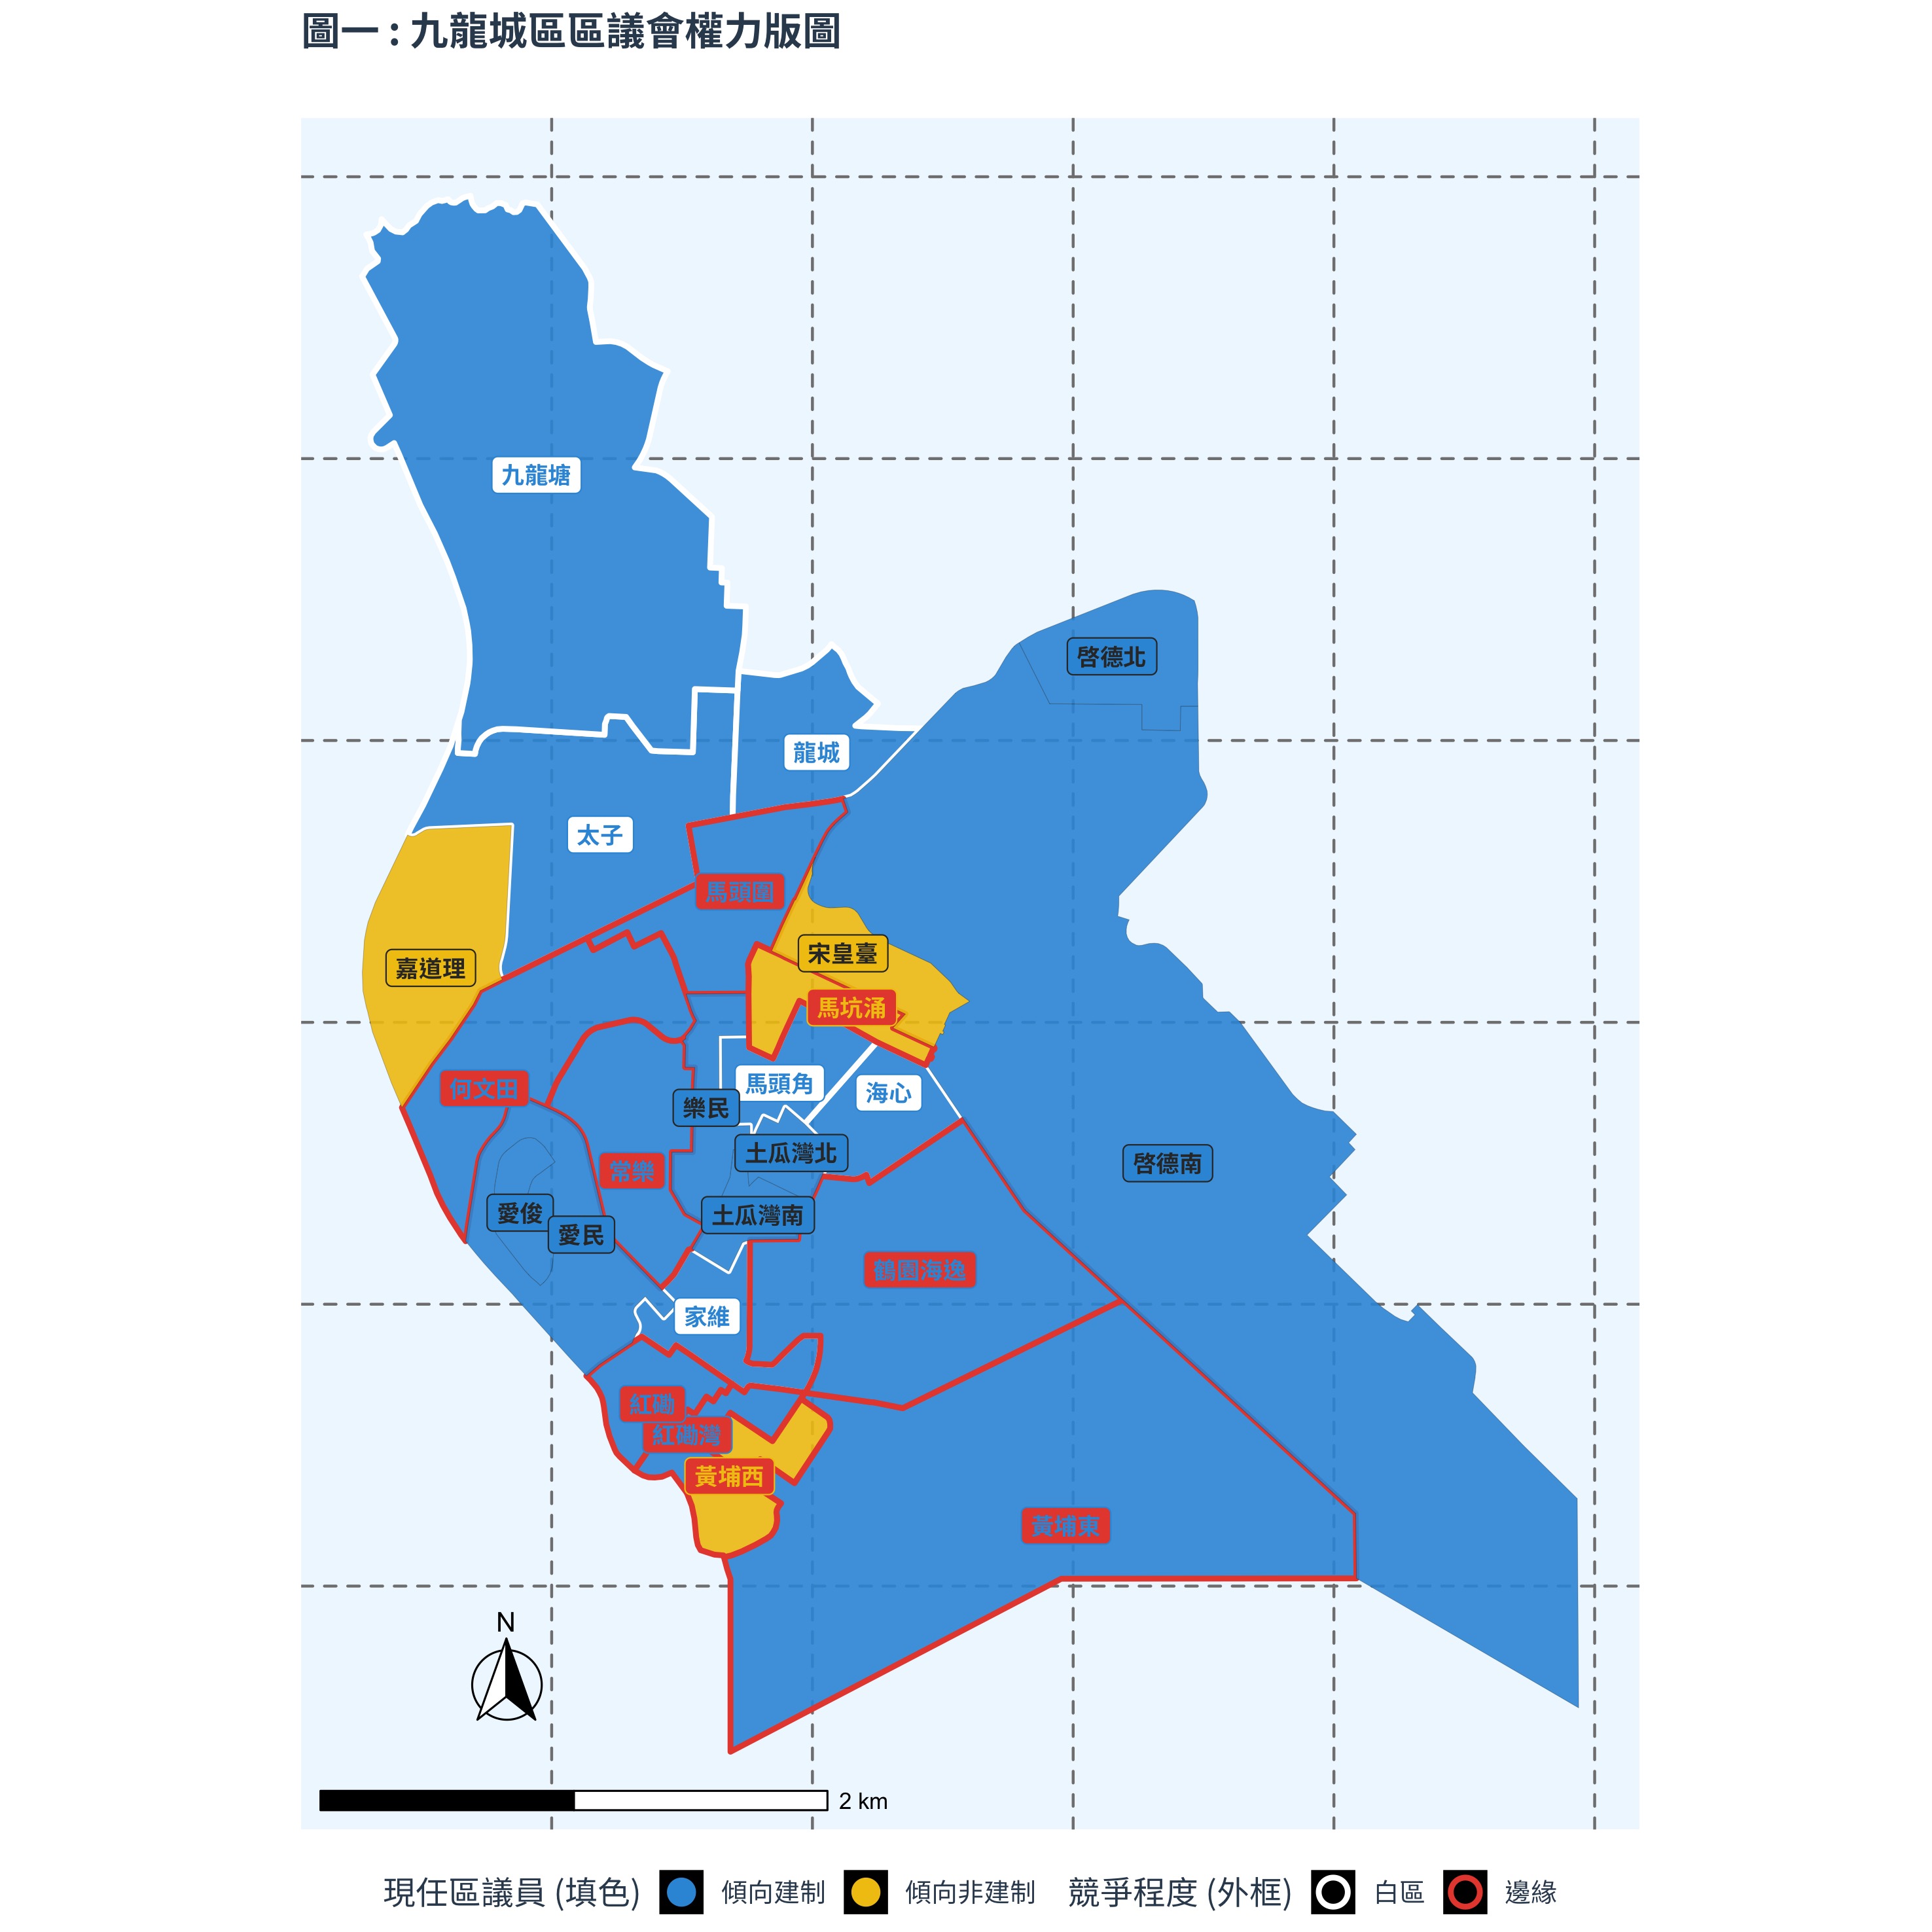 圖一 : 九龍城區區議會權力版圖
九龍塘
啓德北
龍城
太子
馬頭圍
宋皇臺
嘉道理
馬坑涌
馬頭角
何文田
海心
樂民
土瓜灣北
啓德南
常樂
愛俊
土瓜灣南
愛民
鶴園海逸
家維
紅磡
紅磡灣
黃埔西
黃埔東
N
2 km
現任區議員 (填色) 傾向建制 傾向非建制 競爭程度 (外框) 白區 邊緣